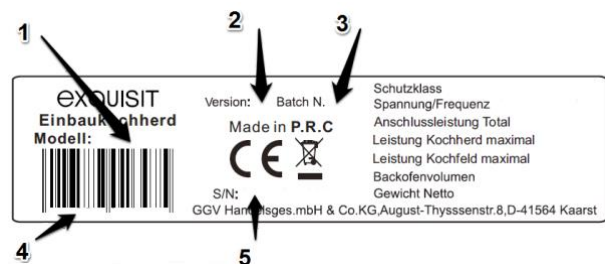 1
2
3
exquisit
Einbaukochherd
Modell:
Version: Batch N.
Made in P.R.C
CE
S/N:
Schutzklass
Spannung/Frequenz
Anschlussleistung Total
Leistung Kochherd maximal
Leistung Kochfeld maximal
Backofenvolumen
Gewicht Netto
GGV Handelsges.mbH & Co.KG,August-Thysssenstr.8,D-41564 Kaarst
4
5